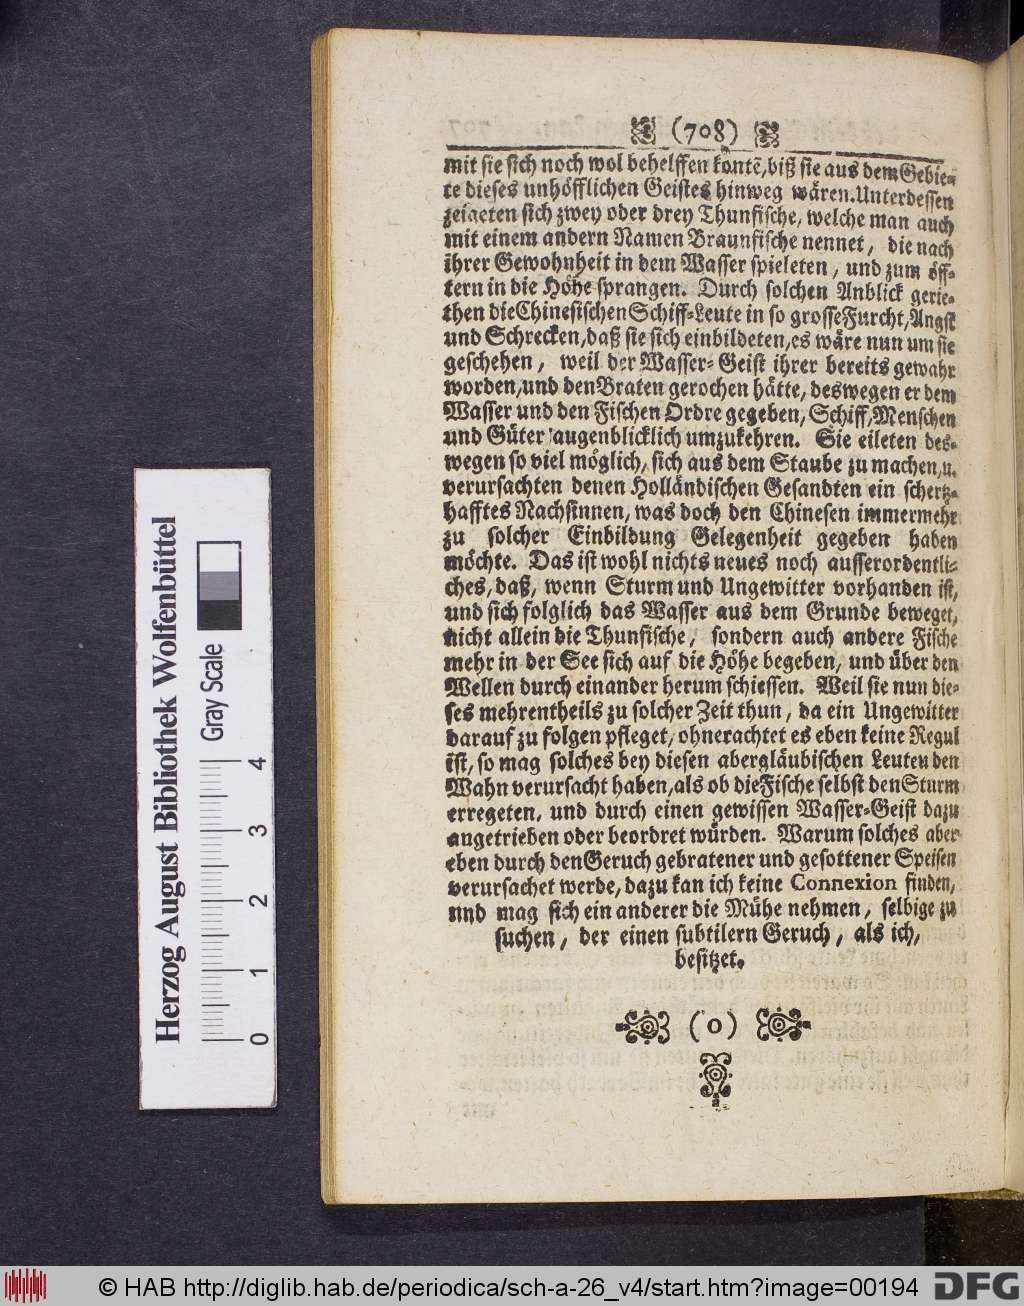 (708)
mit sie sich noch wol behelffen kontē, biß sie aus dem Gebie-
te dieses unhöfflichen Geistes hinweg wären. Unterdessen
zeigeten sich zwey oder drey Thunfische, welche man auch
mit einem andern Namen Braunfische nennet, die nach
ihrer Gewohnheit in dem Wasser spieleten, und zum öff-
tern in die Höhe sprangen. Durch solchen Anblick gerie-
then die Chinesischen Schiff-Leute in so grosse Furcht, Angst
und Schrecken, daß sie sich einbildeten, es wäre nun um sie
geschehen, weil der Wasser-Geist ihrer bereits gewahr
worden, und den Braten gerochen hätte, deswegen er dem
Wasser und den Fischen Ordre gegeben, Schiff, Menschen
und Güter augenblicklich umzukehren. Sie eileten des-
wegen so viel möglich, sich aus dem Staube zu machen, u.
verursachten denen Holländischen Gesandten ein schertz-
hafftes Nachsinnen, was doch den Chinesen immermehr
zu solcher Einbildung Gelegenheit gegeben haben
möchte. Das ist wohl nichts neues noch ausserordentli-
ches, daß, wenn Sturm und Ungewitter vorhanden ist,
und sich folglich das Wasser aus dem Grunde beweget,
nicht allein die Thunfische, sondern auch andere Fische
mehr in der See sich auf die Höhe begeben, und über den
Wellen durch einander herum schiessen. Weil sie nun die-
ses mehrentheils zu solcher Zeit thun, da ein Ungewitter
darauf zu folgen pfleget, ohnerachtet es eben keine Regul
ist, so mag solches bey diesen abergläubischen Leuten den
Wahn verursacht haben, als ob die Fische selbst den Sturm
erregeten, und durch einen gewissen Wasser-Geist dazu
angetrieben oder beordret würden. Warum solches aber
eben durch den Geruch gebratener und gesottener Speisen
verursachet werde, dazu kan ich keine Connexion finden,
und mag sich ein anderer die Mühe nehmen, selbige zu
suchen, der einen subtilern Geruch, als ich,
besitzet.
(0)
Herzog August Bibliothek Wolfenbüttel
Gray Scale
0 1 2 3 4
© HAB http://diglib.hab.de/periodica/sch-a-26_v4/start.htm?image=00194
DFG